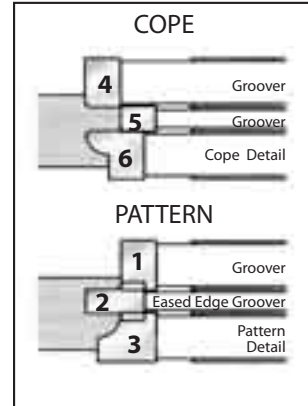 COPE
4 Groover
5 Groover
6 Cope Detail
PATTERN
1 Groover
2 Eased Edge Groover
3 Pattern
Detail